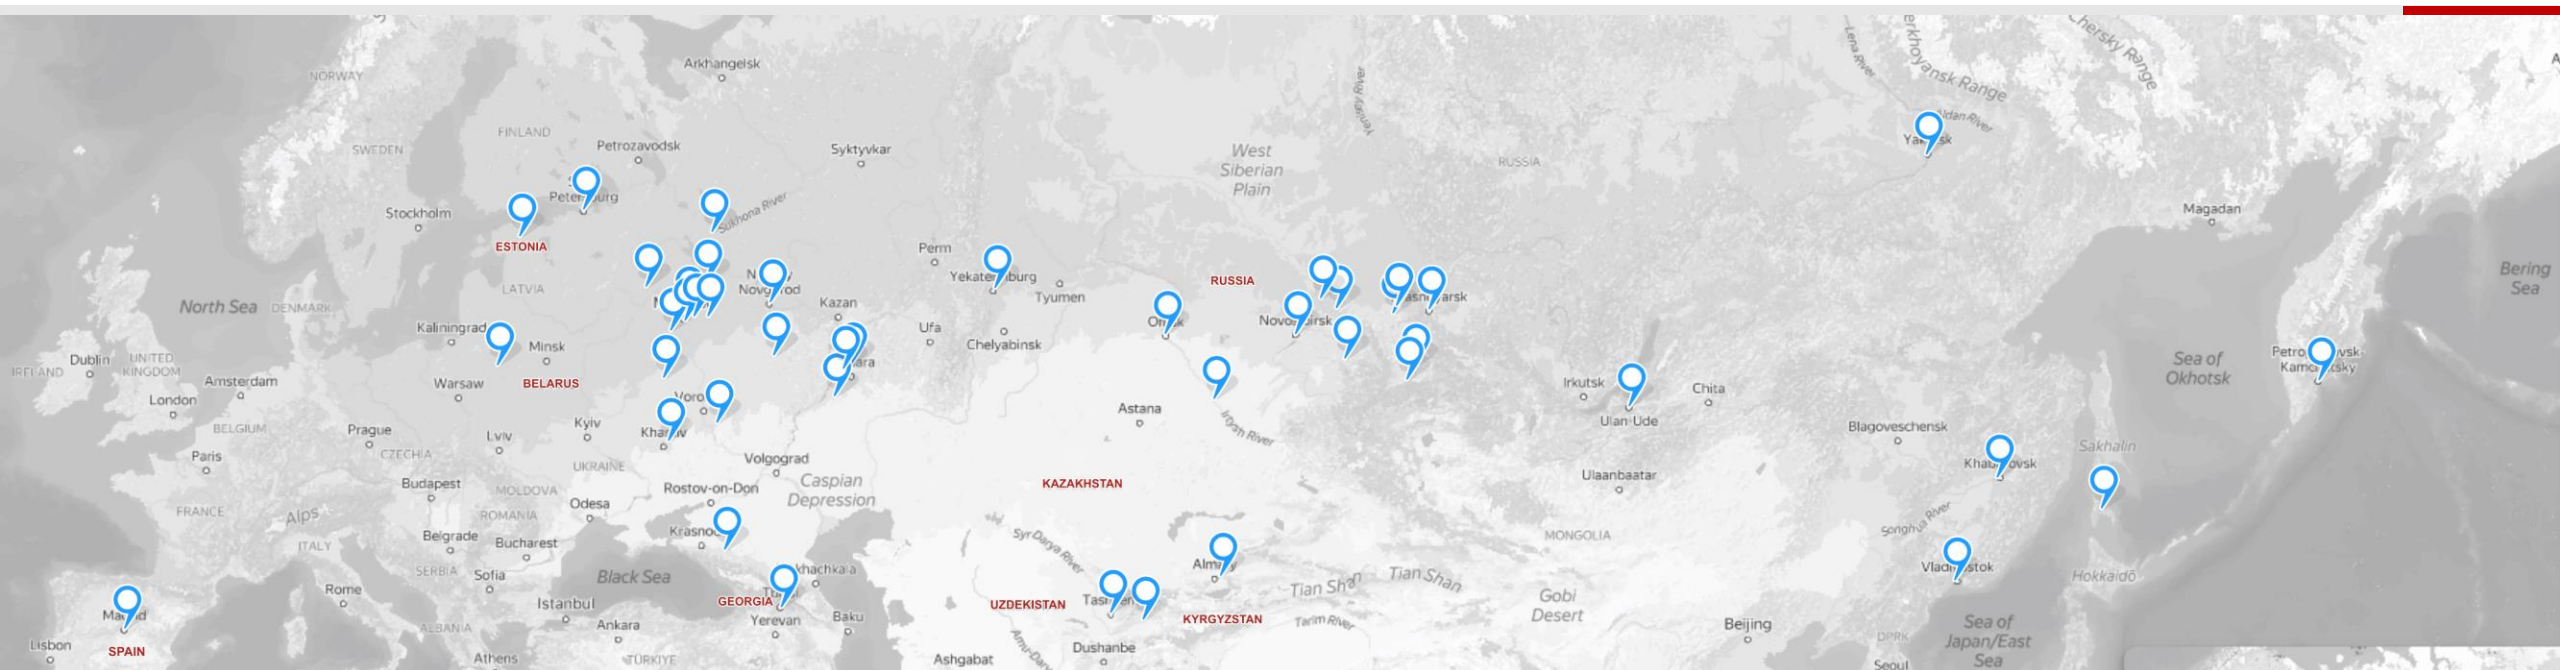 Arkhangelsk
Lena River
Chersky Range
NORWAY
Yenisey River
FINLAND
Petrozavodsk
SWEDEN
Syktyvkar
West
Siberian
Plain
RUSSIA
Stockholm
Sukhona River
Magadan
ESTONIA
Perm
LATVIA
RUSSIA
Tyumen
Bering
Sea
North Sea
DENMARK
Kazan
Kaliningrad
Ufa
Minsk
Chelyabinsk
Dublin
UNITED
KINGDOM
IRELAND
Sea of
Okhotsk
Amsterdam
Warsaw
BELARUS
Irkutsk
Chita
London
Astana
Ulan-Ude
BELGIUM
Prague
Kyiv
Irtysh River
Blagoveschensk
Lviv
CZECHIA
Paris
UKRAINE
Volgograd
Sakhalin
Budapest
MOLDOVA
Rostov-on-Don
Caspian
Depression
KAZAKHSTAN
Ulaanbaatar
FRANCE
Alps
ROMANIA
Odesa
Songhua River
Belgrade
Bucharest
ITALY
Syr-Darya River
MONGOLIA
SERBIA
Sofia
Black Sea
Tian Shan
Tian Shan
Hokkaidō
Rome
Istanbul
GEORGIA
UZDEKISTAN
KYRGYZSTAN
Gobi
Desert
Yerevan
Baku
Tarim River
Beijing
Sea of
Japan/East
Sea
ALBANIA
Ankara
Lisbon
SPAIN
Athens
TÜRKIYE
Ashgabat
Dushanbe
DPRK
Seoul